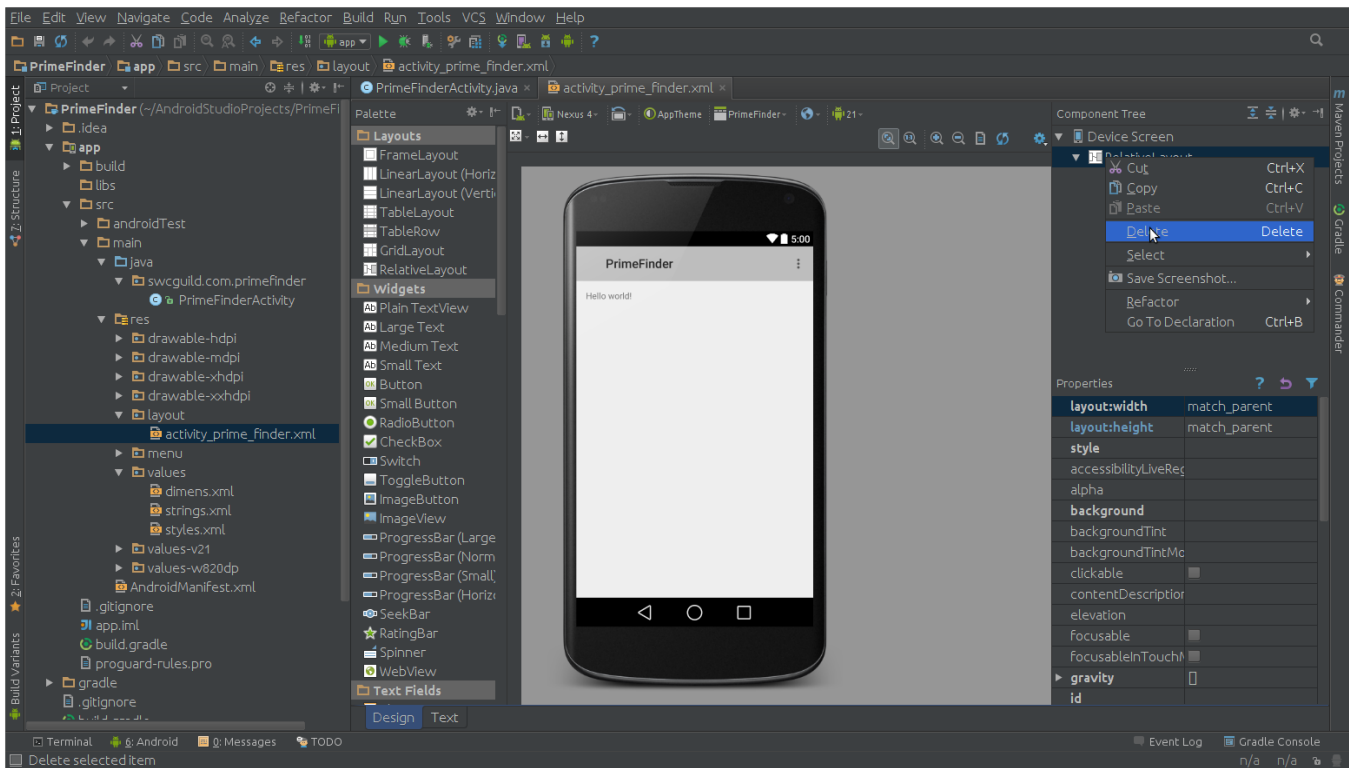 File Edit View Navigate Code Analyze Refactor Build Run Tools VCS Window Help
app
PrimeFinder app src main res layout activity_prime_finder.xml
Project
PrimeFinderActivity.java
activity_prime_finder.xml
1: Project
7: Structure
2: Favorites
Build Variants
PrimeFinder (~/AndroidStudioProjects/PrimeFi
.idea
app
build
libs
src
androidTest
main
java
swcguild.com.primefinder
PrimeFinderActivity
res
drawable-hdpi
drawable-mdpi
drawable-xhdpi
drawable-xxhdpi
layout
activity_prime_finder.xml
menu
values
dimens.xml
strings.xml
styles.xml
values-v21
values-w820dp
AndroidManifest.xml
.gitignore
app.iml
build.gradle
proguard-rules.pro
gradle
.gitignore
build.gradle
Palette
Layouts
FrameLayout
LinearLayout (Horiz
LinearLayout (Verti
TableLayout
TableRow
GridLayout
RelativeLayout
Widgets
Plain TextView
Large Text
Medium Text
Small Text
Button
Small Button
RadioButton
CheckBox
Switch
ToggleButton
ImageButton
ImageView
ProgressBar (Large
ProgressBar (Norm
ProgressBar (Small)
ProgressBar (Horizo
SeekBar
RatingBar
Spinner
WebView
Text Fields
Design Text
Nexus 4 AppTheme PrimeFinder 21
5:00
PrimeFinder
Hello world!
Component Tree
Device Screen
RelativeLayout
Cut Ctrl+X
Copy Ctrl+C
Paste Ctrl+V
Delete Delete
Select
Save Screenshot...
Refactor
Go To Declaration Ctrl+B
Properties
layout:width match_parent
layout:height match_parent
style
accessibilityLiveReg
alpha
background
backgroundTint
backgroundTintMo
clickable
contentDescription
elevation
focusable
focusableInTouchM
gravity []
id
Maven Projects
Gradle
Commander
Terminal 6: Android 0: Messages TODO
Event Log Gradle Console
Delete selected item
n/a n/a